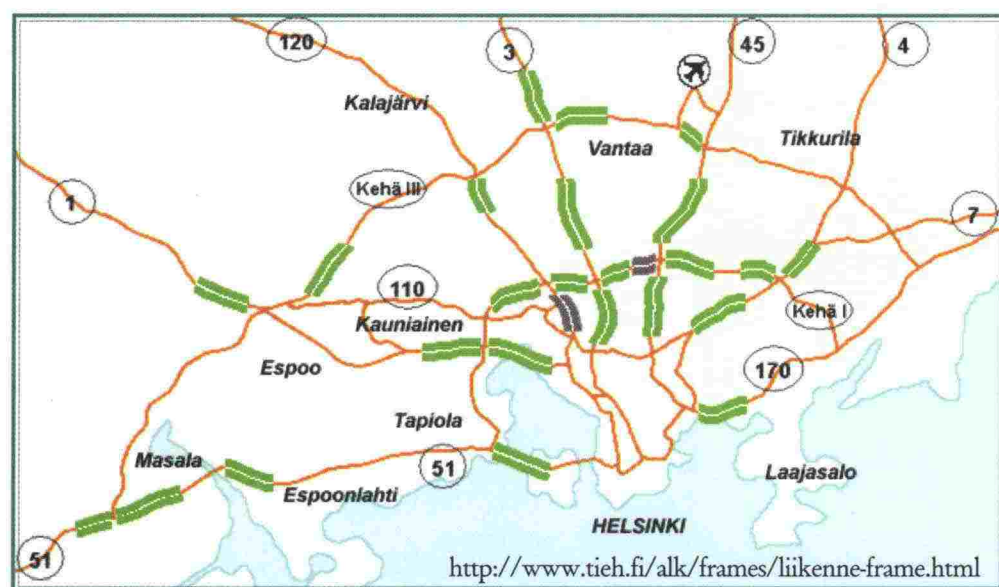 120
3
45
4
Kalajärvi
Vantaa
Tikkurila
Kehä III
1
7
110
Kauniainen
Kehä I
Espoo
170
Tapiola
Masala
51
Laajasalo
Espoonlahti
HELSINKI
51
http://www.tieh.fi/alk/frames/liikenne-frame.html